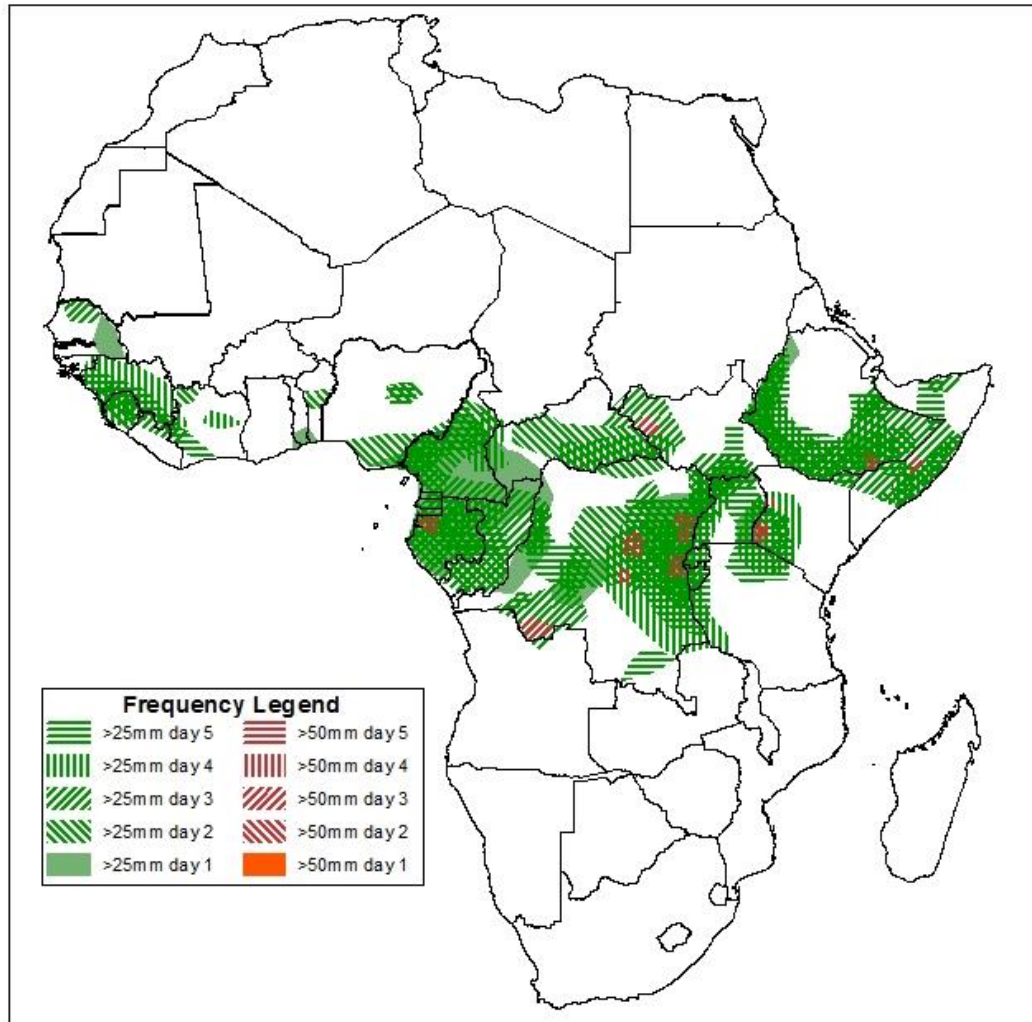 Frequency Legend
>25mm day 5 >50mm day 5
>25mm day 4 >50mm day 4
>25mm day 3 >50mm day 3
>25mm day 2 >50mm day 2
>25mm day 1 >50mm day 1